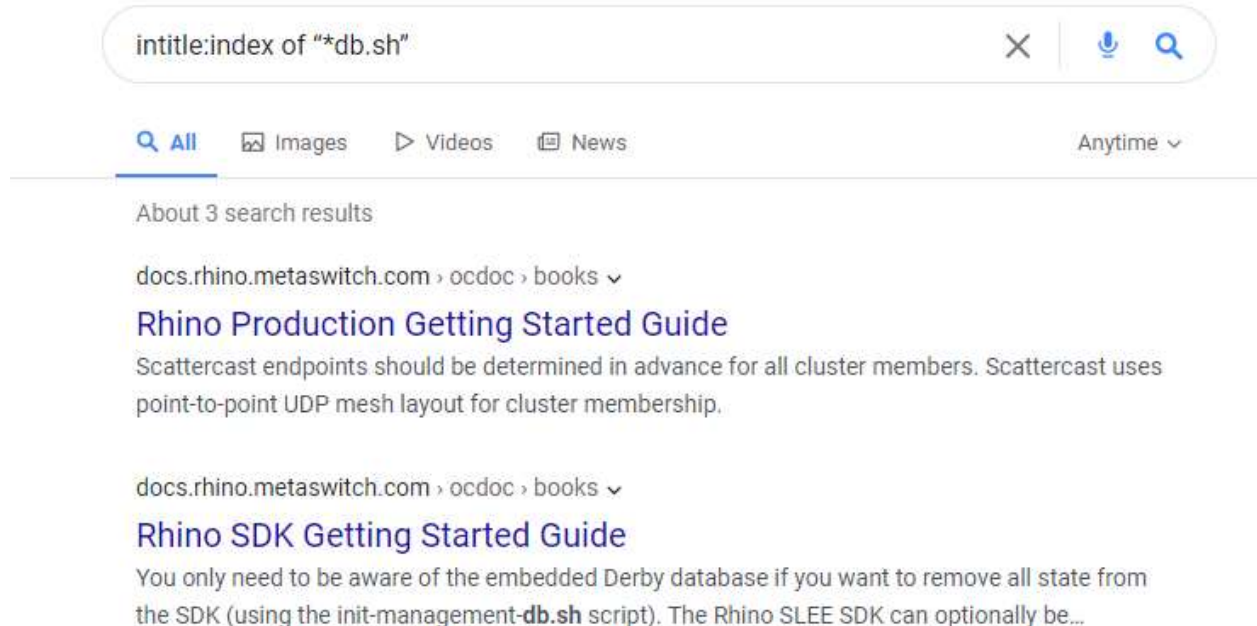 intitle:index of “*db.sh”
All Images Videos News Anytime
About 3 search results
docs.rhino.metaswitch.com › ocdoc › books
Rhino Production Getting Started Guide
Scattercast endpoints should be determined in advance for all cluster members. Scattercast uses
point-to-point UDP mesh layout for cluster membership.
docs.rhino.metaswitch.com › ocdoc › books
Rhino SDK Getting Started Guide
You only need to be aware of the embedded Derby database if you want to remove all state from
the SDK (using the init-management-db.sh script). The Rhino SLEE SDK can optionally be...